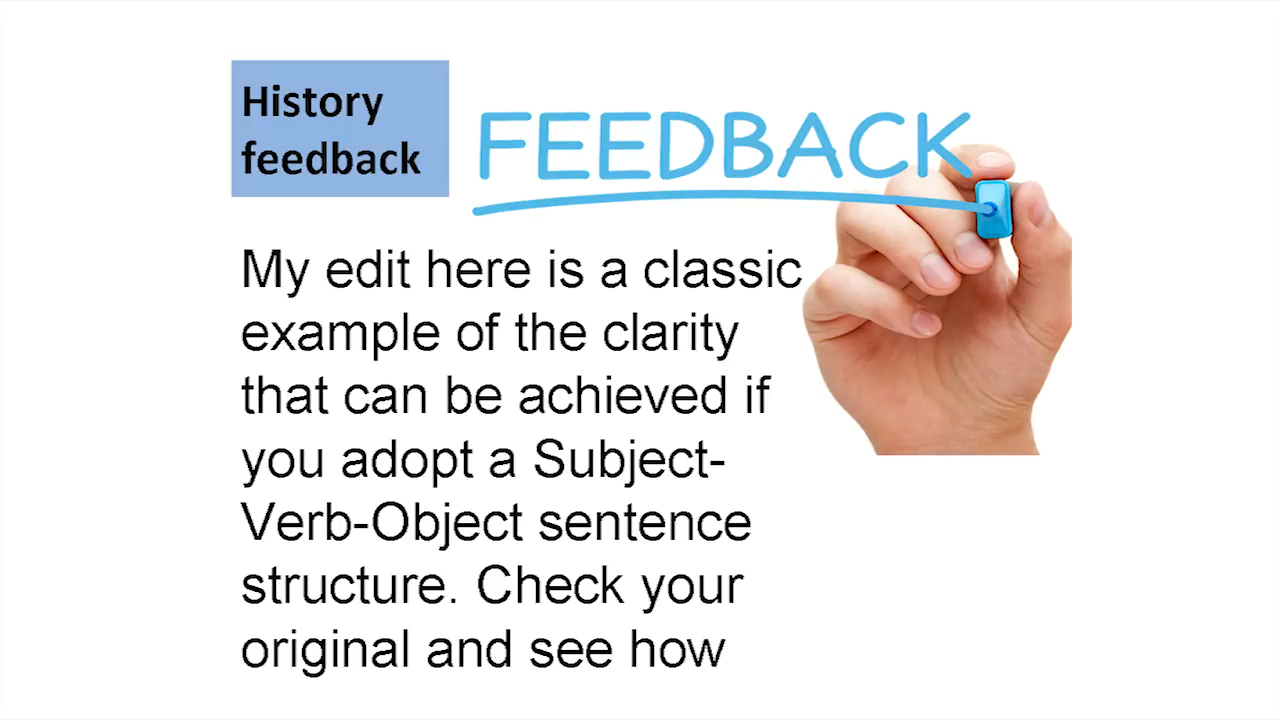 History
feedback
FEEDBACK
My edit here is a classic
example of the clarity
that can be achieved if
you adopt a Subject-
Verb-Object sentence
structure. Check your
original and see how